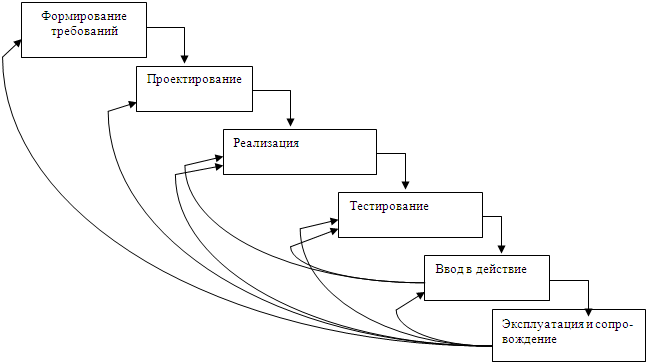 Формирование
требований
Проектирование
Реализация
Тестирование
Ввод в действие
Эксплуатация и сопро-
вождение